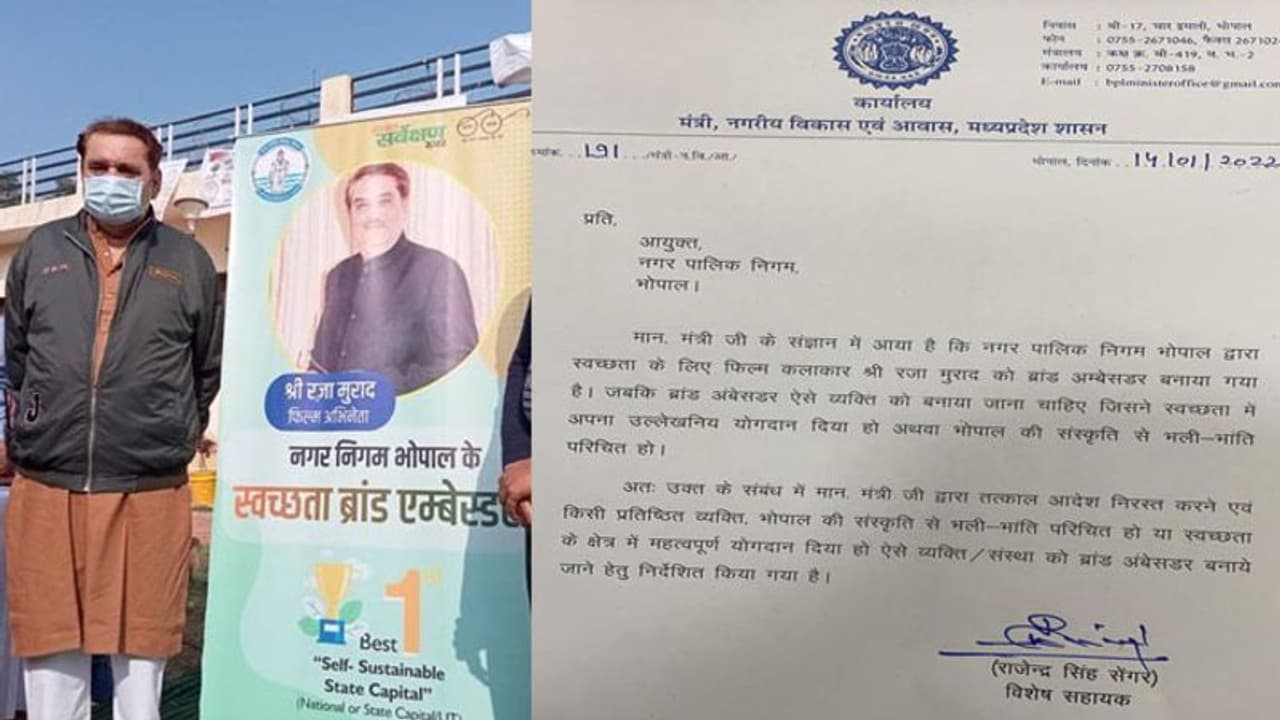 सर्वेक्षण
श्री रज़ा मुराद
फिल्म अभिनेता
नगर निगम भोपाल के
स्वच्छता ब्रांड एम्बेस्डर
1st
Best
"Self- Sustainable
State Capital"
(National or State Capital/UT)
निवास : बी-17, चार इमली, भोपाल
फोन : 0755-2671046, फैक्स 267102
मंत्रालय : कक्ष क्र. बी-419, व. भ.-2
कार्यालय : 0755-2708158
E-mail : bplministeroffice@gmail.com
कार्यालय
मंत्री, नगरीय विकास एवं आवास, मध्यप्रदेश शासन
मांक. . .191 . . ./मंत्री-न.वि./आ./
भोपाल, दिनांक . .14/01/2022
प्रति,
आयुक्त,
नगर पालिक निगम,
भोपाल।
मान. मंत्री जी के संज्ञान में आया है कि नगर पालिक निगम भोपाल द्वारा
स्वच्छता के लिए फिल्म कलाकार श्री रजा मुराद को ब्रांड अम्बेसडर बनाया गया
है। जबकि ब्रांड अंबेसडर ऐसे व्यक्ति को बनाया जाना चाहिए जिसने स्वच्छता में
अपना उल्लेखनिय योगदान दिया हो अथवा भोपाल की संस्कृति से भली–भांति
परिचित हो।
अतः उक्त के संबंध में मान. मंत्री जी द्वारा तत्काल आदेश निरस्त करने एवं
किसी प्रतिष्ठित व्यक्ति, भोपाल की संस्कृति से भली–भांति परिचित हो या स्वच्छता
के क्षेत्र में महत्वपूर्ण योगदान दिया हो ऐसे व्यक्ति/संस्था को ब्रांड अंबेसडर बनाये
जाने हेतु निर्देशित किया गया है।
(राजेन्द्र सिंह सेंगर)
विशेष सहायक